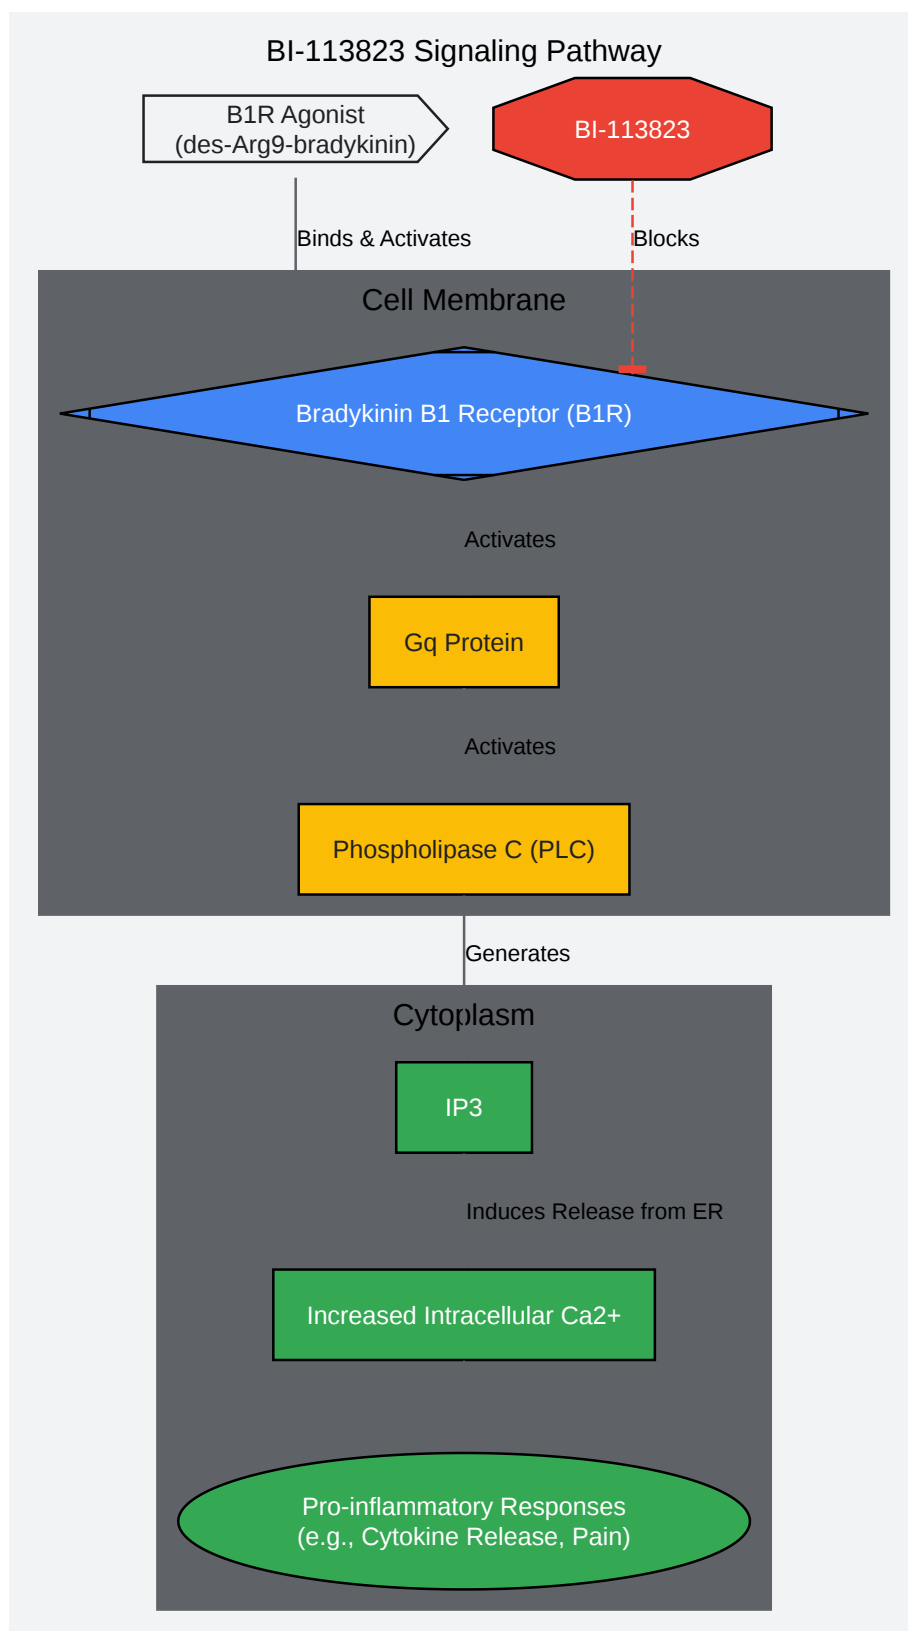 BI-113823 Signaling Pathway
B1R Agonist
(des-Arg9-bradykinin)
BI-113823
Binds & Activates
Blocks
Cell Membrane
Bradykinin B1 Receptor (B1R)
Activates
Gq Protein
Activates
Phospholipase C (PLC)
Generates
Cytoplasm
IP3
Induces Release from ER
Increased Intracellular Ca2+
Pro-inflammatory Responses
(e.g., Cytokine Release, Pain)